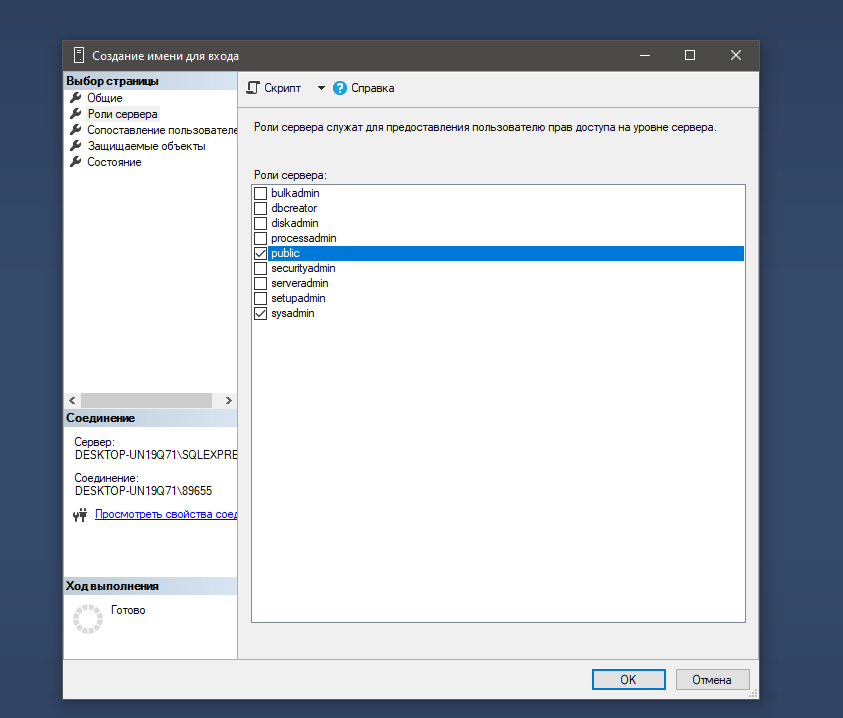 Создание имени для входа
Выбор страницы
Общие
Роли сервера
Сопоставление пользователе
Защищаемые объекты
Состояние
Соединение
Сервер:
DESKTOP-UN19Q71\SQLEXPRE
Соединение:
DESKTOP-UN19Q71\89655
Просмотреть свойства соед
Ход выполнения
Готово
Скрипт
Справка
Роли сервера служат для предоставления пользователю прав доступа на уровне сервера.
Роли сервера:
bulkadmin
dbcreator
diskadmin
processadmin
public
securityadmin
serveradmin
setupadmin
sysadmin
OK
Отмена